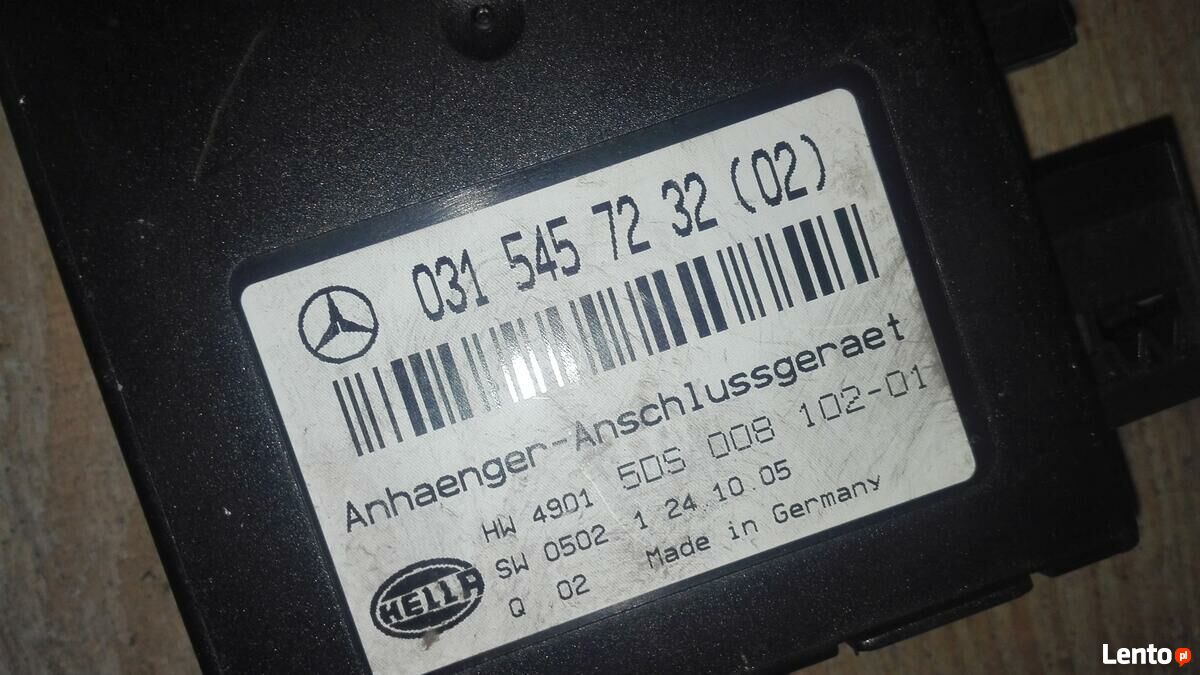 031 545 72 32 (02)
Anhaenger-Anschlussgeraet
HW 4901 5DS 008 102-01
SW 0502 1 24.10.05
Q 02 Made in Germany
HELLA
Lento.pl